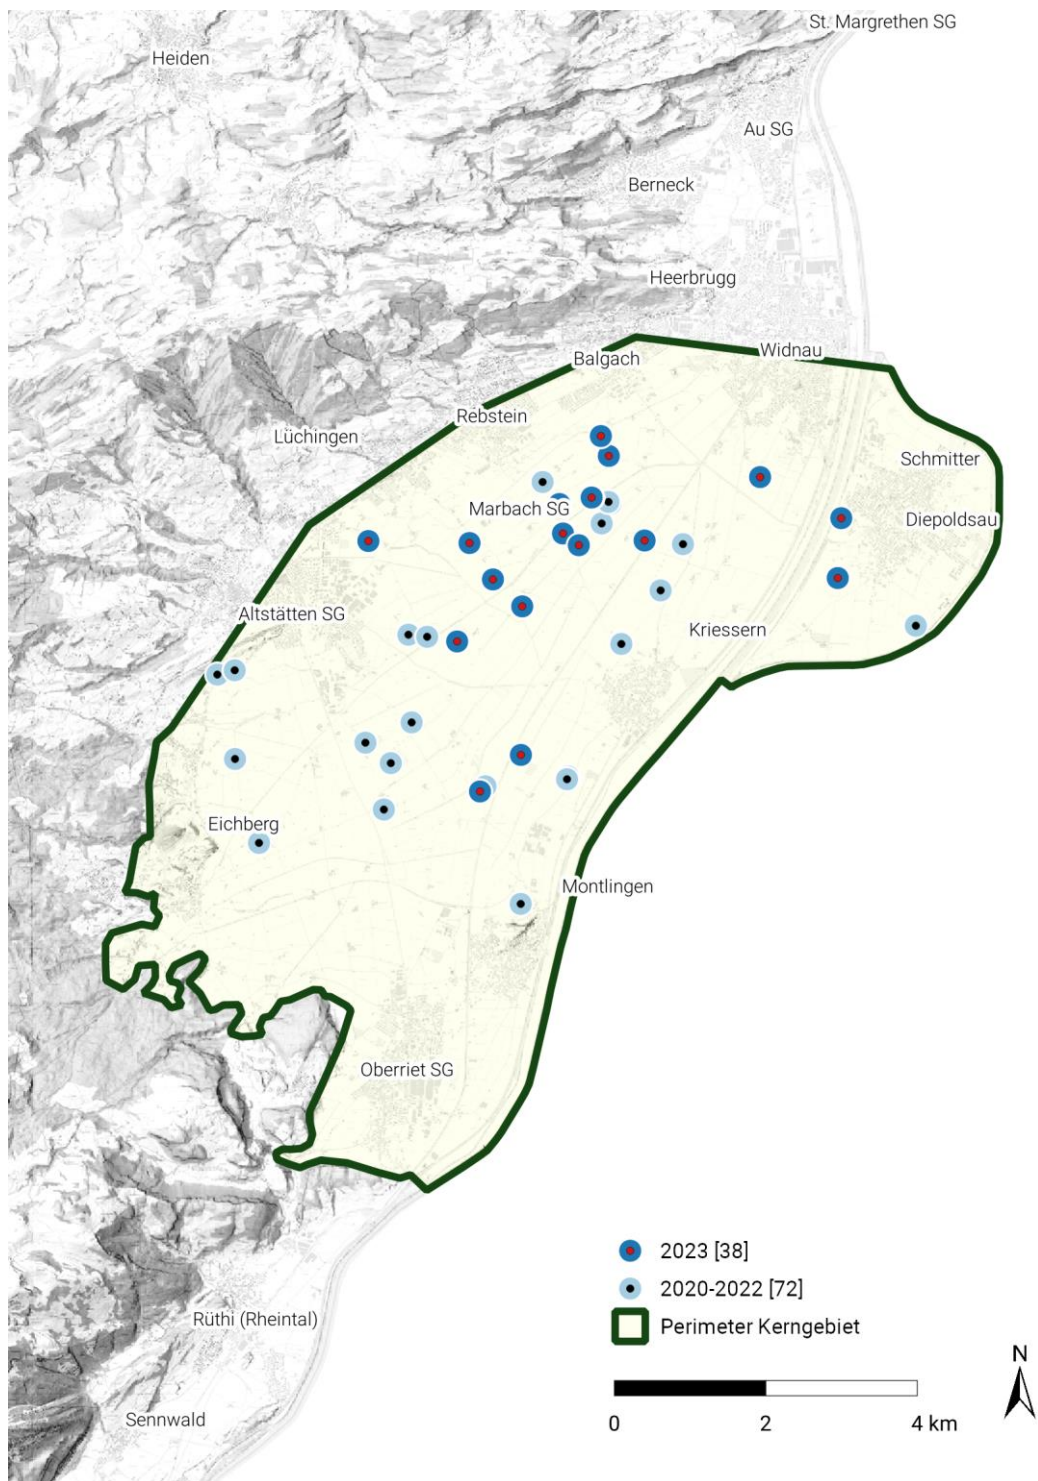 St. Margrethen SG
Heiden
Au SG
Berneck
Heerbrugg
Widnau
Balgach
Rebstein
Lüchingen
Schmitter
Marbach SG
Diepoldsau
Altstätten SG
Kriessern
Eichberg
Montlingen
Oberriet SG
2023 [38]
2020-2022 [72]
Perimeter Kerngebiet
Rüthi (Rheintal)
N
Sennwald
0 2 4 km